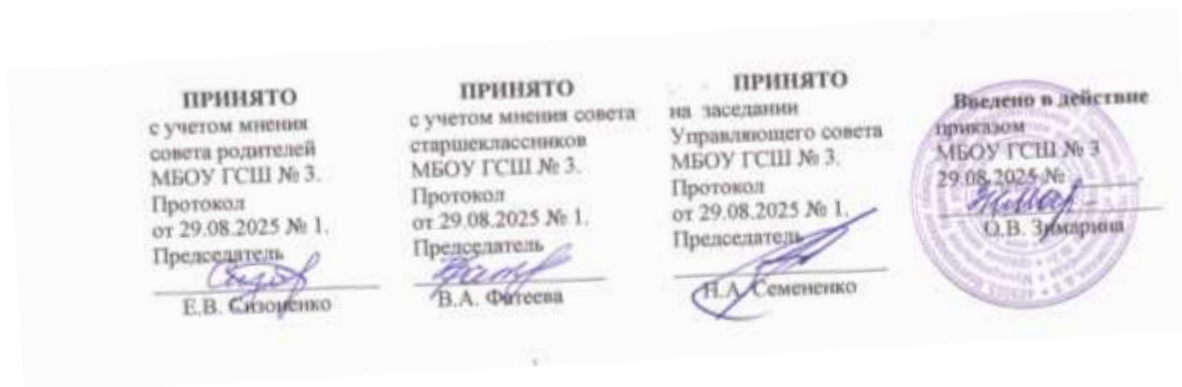 ПРИНЯТО
с учетом мнения
совета родителей
МБОУ ГСШ № 3.
Протокол
от 29.08.2025 № 1.
Председатель
Е.В. Сизоненко
ПРИНЯТО
с учетом мнения совета
старшеклассников
МБОУ ГСШ № 3.
Протокол
от 29.08.2025 № 1.
Председатель
В.А. Фатеева
ПРИНЯТО
на заседании
Управляющего совета
МБОУ ГСШ № 3.
Протокол
от 29.08.2025 № 1.
Председатель
Н.А. Семененко
Введено в действие
приказом
МБОУ ГСШ № 3
29.08.2025 №
О.В. Зимарина